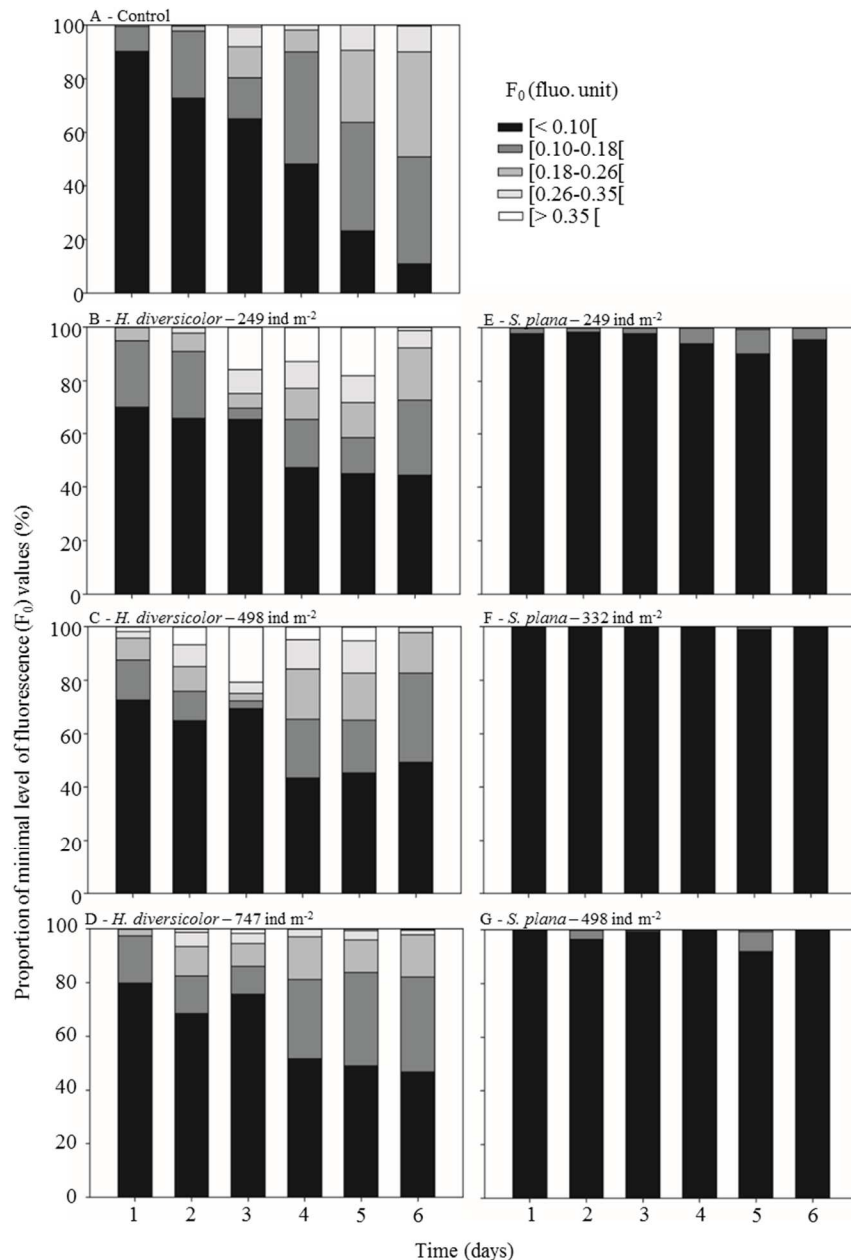 A - Control
100
80
60
40
20
0
F0 (fluo. unit)
[< 0.10[
[0.10-0.18[
[0.18-0.26[
[0.26-0.35[
[> 0.35 [
B - H. diversicolor – 249 ind m-2
100
80
60
40
20
0
E - S. plana – 249 ind m-2
C - H. diversicolor – 498 ind m-2
100
80
60
40
20
0
F - S. plana – 332 ind m-2
D - H. diversicolor – 747 ind m-2
100
80
60
40
20
0
G - S. plana – 498 ind m-2
1 2 3 4 5 6
1 2 3 4 5 6
Time (days)
Proportion of minimal level of fluorescence (F0) values (%)